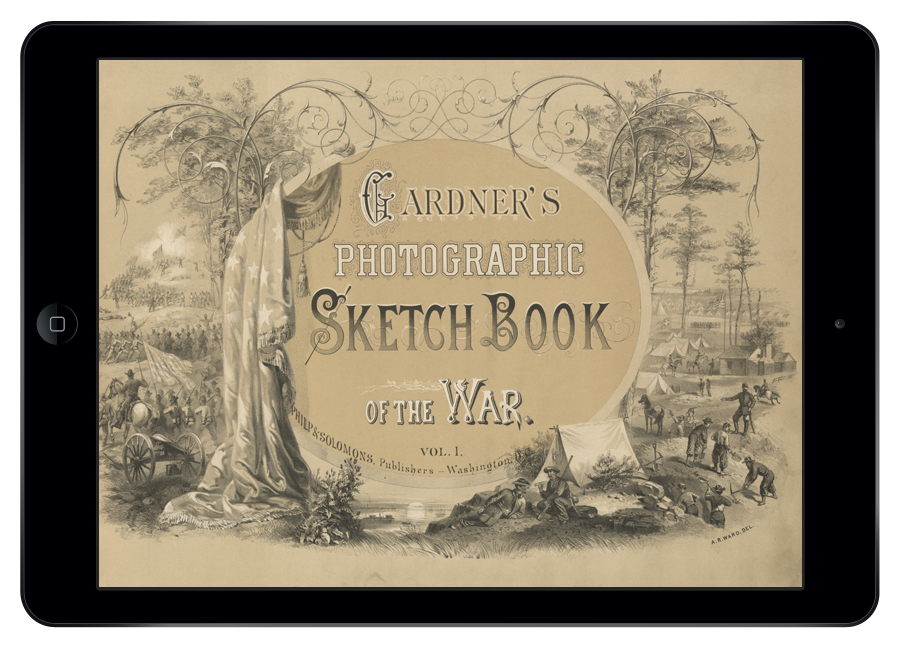 GARDNER'S
PHOTOGRAPHIC
SKETCH BOOK
OF THE WAR.
VOL. I.
PHILP & SOLOMONS, Publishers – Washington, D.C.
A.R. WARD, DEL.